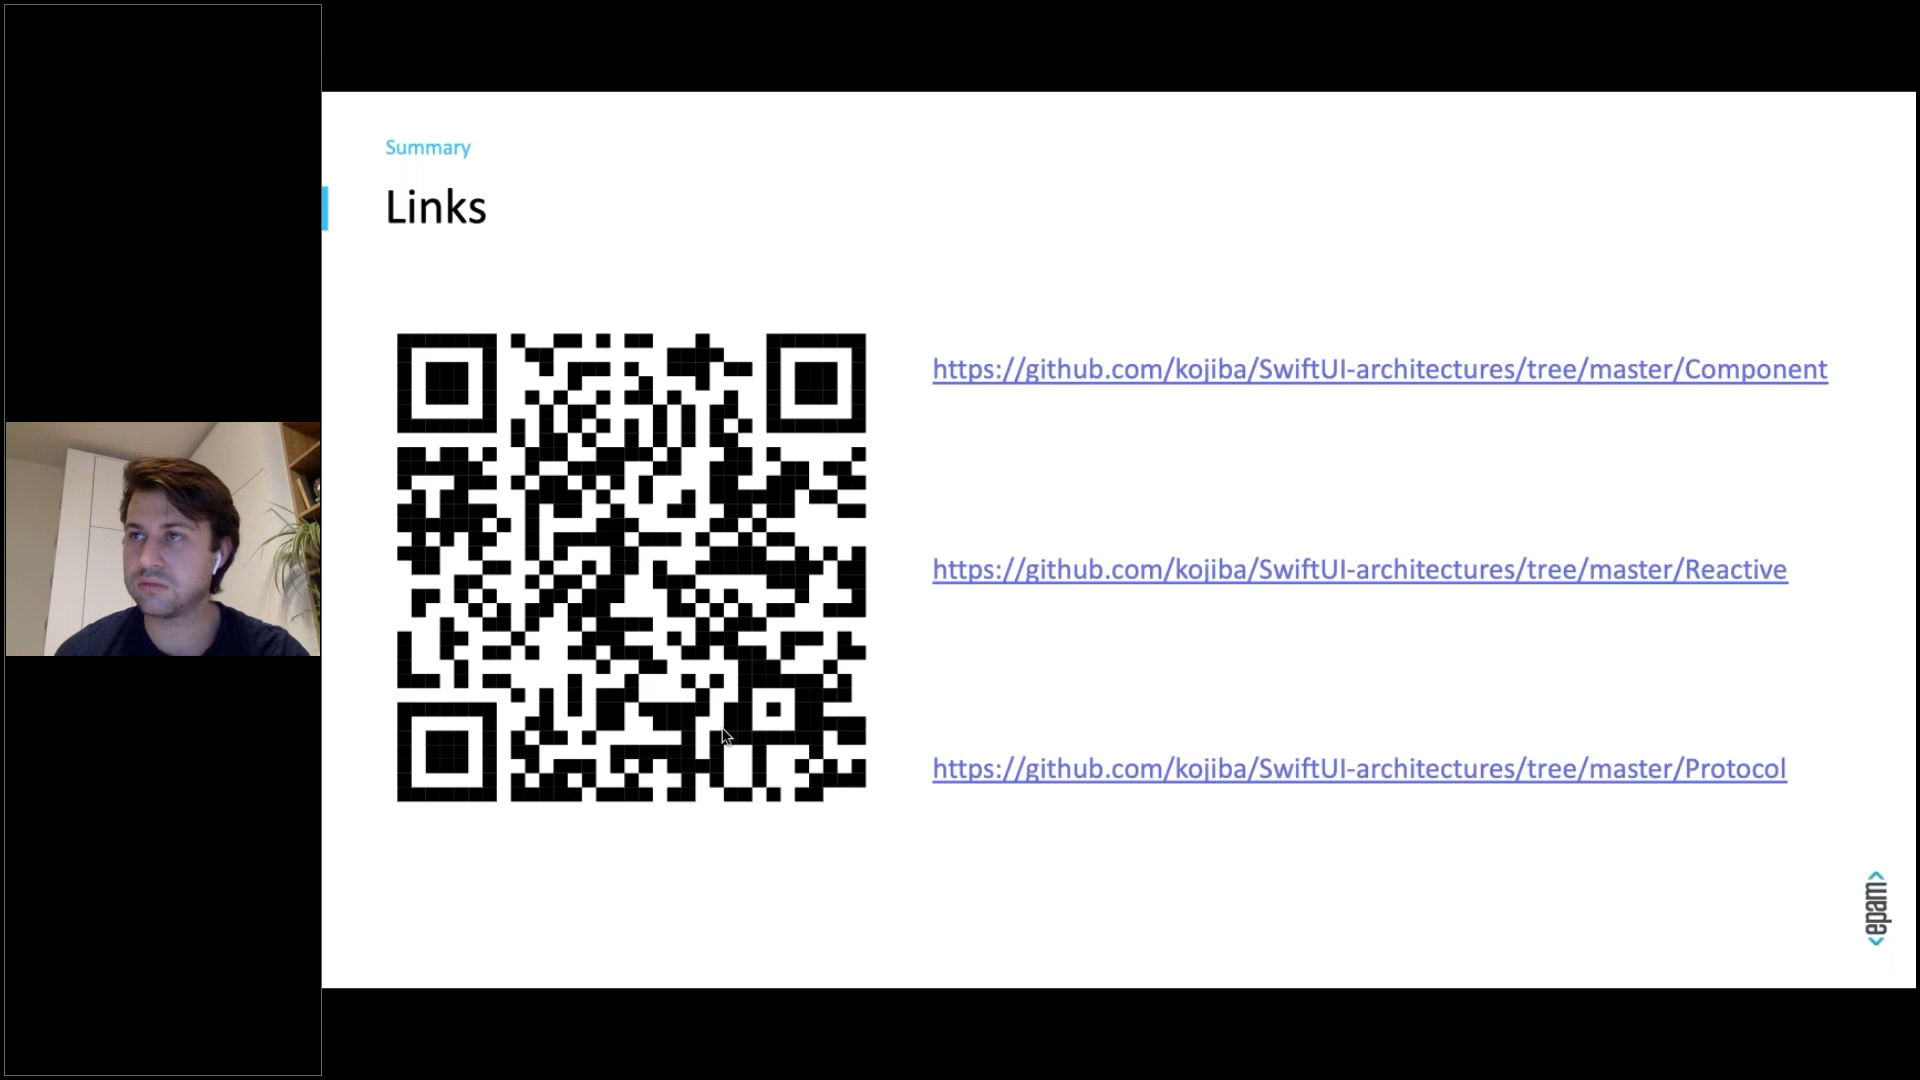 Summary
Links
https://github.com/kojiba/SwiftUI-architectures/tree/master/Component
https://github.com/kojiba/SwiftUI-architectures/tree/master/Reactive
https://github.com/kojiba/SwiftUI-architectures/tree/master/Protocol
<epam>